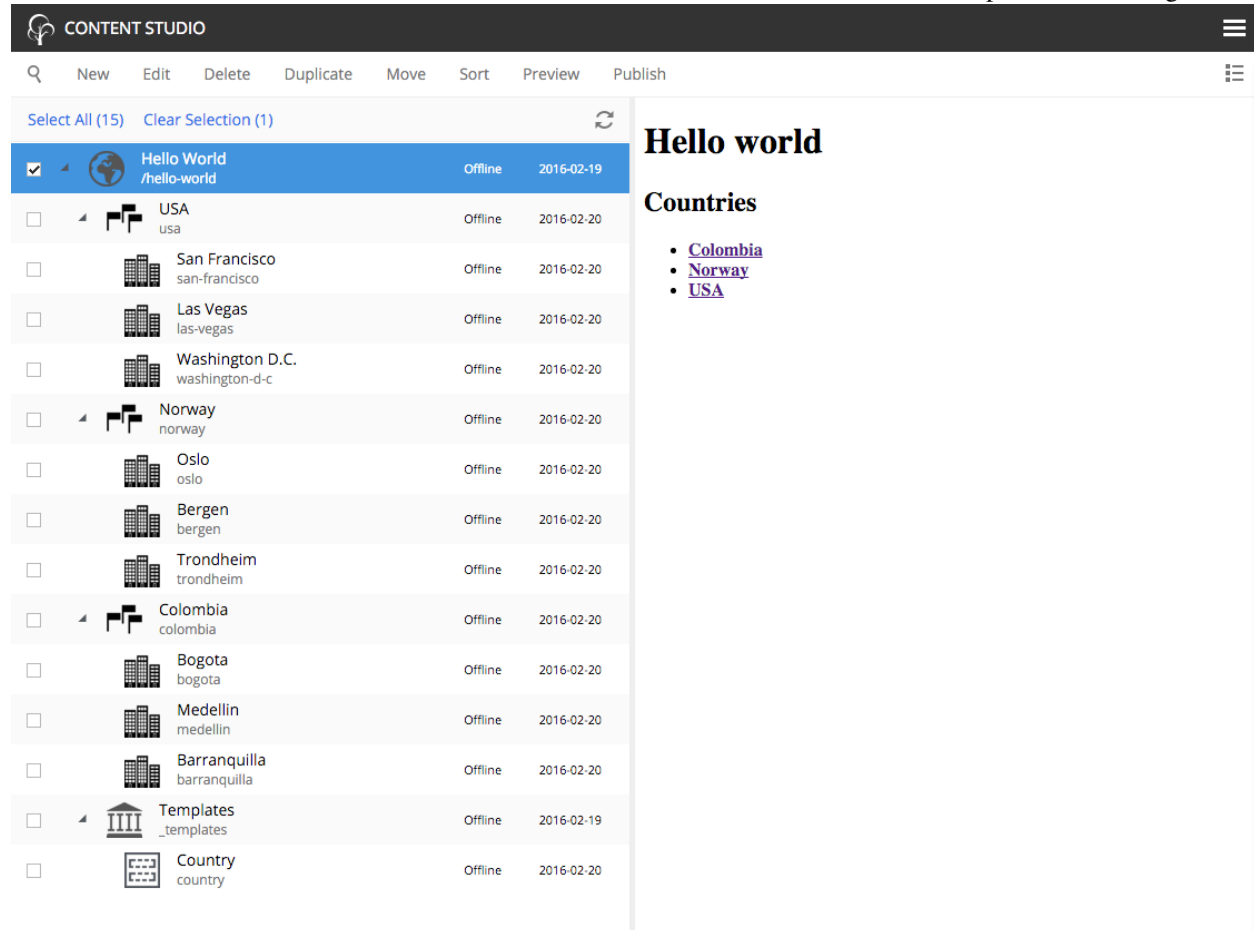 CONTENT STUDIO
New Edit Delete Duplicate Move Sort Preview Publish
Select All (15) Clear Selection (1)
Hello World Offline 2016-02-19
/hello-world
USA Offline 2016-02-20
usa
San Francisco Offline 2016-02-20
san-francisco
Las Vegas Offline 2016-02-20
las-vegas
Washington D.C. Offline 2016-02-20
washington-d-c
Norway Offline 2016-02-20
norway
Oslo Offline 2016-02-20
oslo
Bergen Offline 2016-02-20
bergen
Trondheim Offline 2016-02-20
trondheim
Colombia Offline 2016-02-20
colombia
Bogota Offline 2016-02-20
bogota
Medellin Offline 2016-02-20
medellin
Barranquilla Offline 2016-02-20
barranquilla
Templates Offline 2016-02-19
_templates
Country Offline 2016-02-20
country
Hello world
Countries
Colombia
Norway
USA